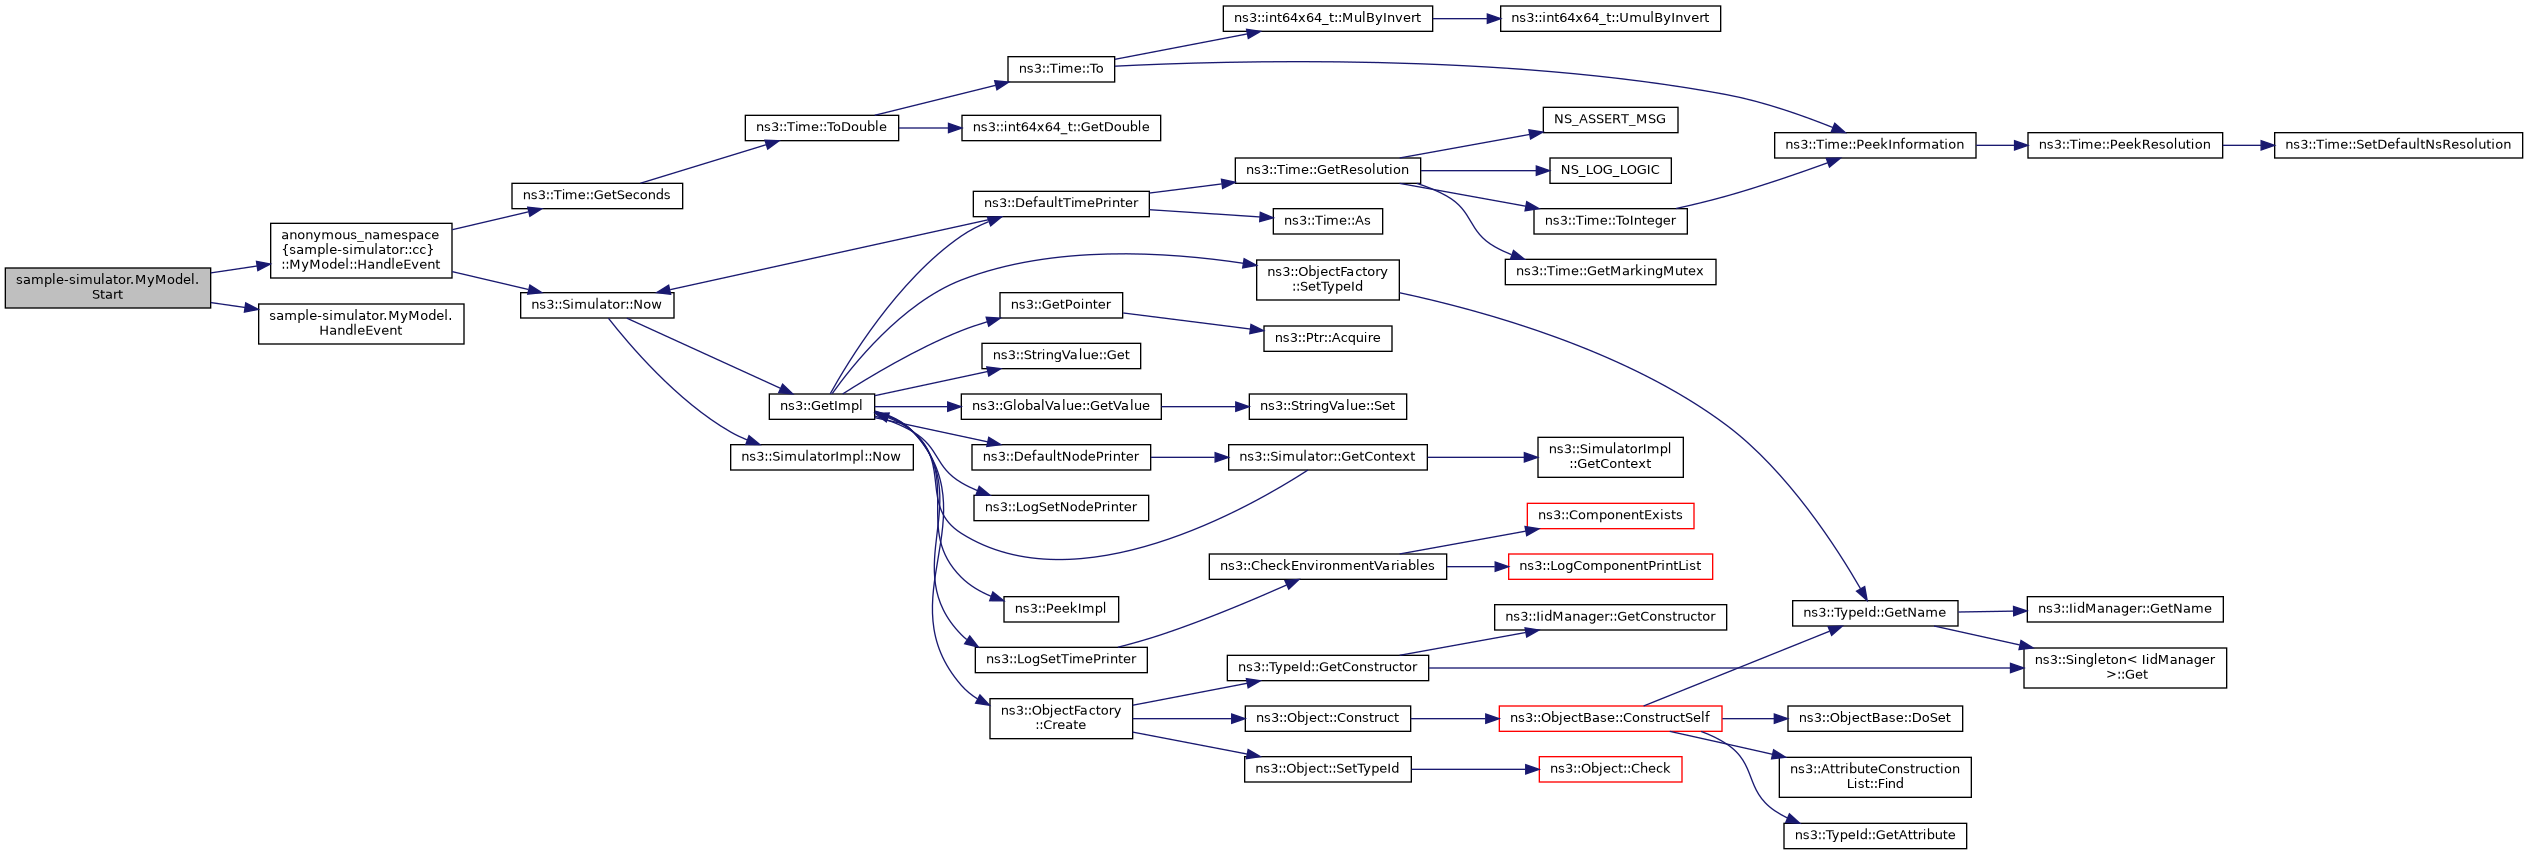 sample-simulator.MyModel.
Start
anonymous_namespace
{sample-simulator::cc}
::MyModel::HandleEvent
sample-simulator.MyModel.
HandleEvent
ns3::Time::GetSeconds
ns3::Simulator::Now
ns3::Time::ToDouble
ns3::GetImpl
ns3::SimulatorImpl::Now
ns3::Time::To
ns3::int64x64_t::GetDouble
ns3::DefaultTimePrinter
ns3::GetPointer
ns3::StringValue::Get
ns3::GlobalValue::GetValue
ns3::DefaultNodePrinter
ns3::LogSetNodePrinter
ns3::PeekImpl
ns3::LogSetTimePrinter
ns3::ObjectFactory
::Create
ns3::int64x64_t::MulByInvert
ns3::Time::GetResolution
ns3::Time::As
ns3::ObjectFactory
::SetTypeId
ns3::Ptr::Acquire
ns3::StringValue::Set
ns3::Simulator::GetContext
ns3::CheckEnvironmentVariables
ns3::TypeId::GetConstructor
ns3::Object::Construct
ns3::Object::SetTypeId
ns3::int64x64_t::UmulByInvert
NS_ASSERT_MSG
NS_LOG_LOGIC
ns3::Time::ToInteger
ns3::Time::GetMarkingMutex
ns3::SimulatorImpl
::GetContext
ns3::ComponentExists
ns3::LogComponentPrintList
ns3::IidManager::GetConstructor
ns3::ObjectBase::ConstructSelf
ns3::Object::Check
ns3::Time::PeekInformation
ns3::TypeId::GetName
ns3::ObjectBase::DoSet
ns3::AttributeConstruction
List::Find
ns3::TypeId::GetAttribute
ns3::Time::PeekResolution
ns3::IidManager::GetName
ns3::Singleton< IidManager
>::Get
ns3::Time::SetDefaultNsResolution